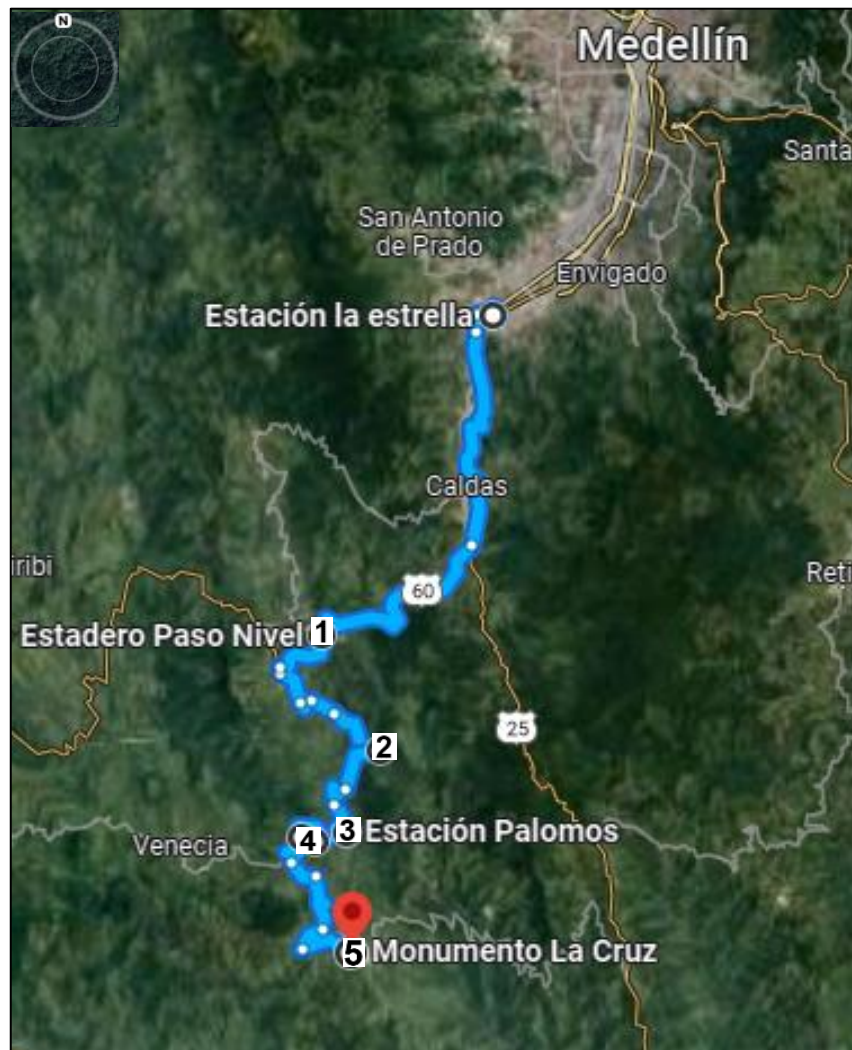 N
Medellín
Santa
San Antonio
de Prado
Envigado
Estación la estrella
Caldas
iribi
60
Reti
Estadero Paso Nivel 1
25
2
3 Estación Palomos
4
Venecia
5 Monumento La Cruz